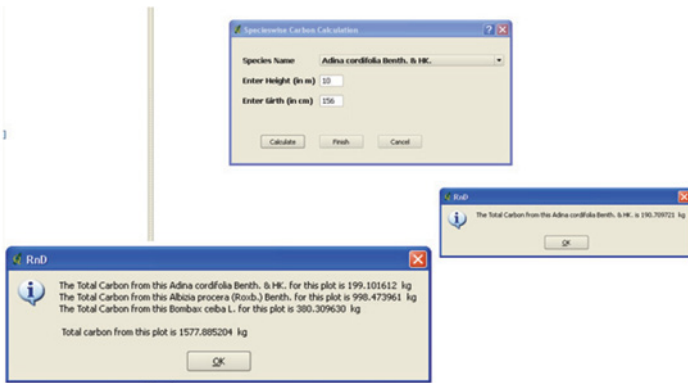 Specieswise Carbon Calculation
Species Name Adina cordifolia Benth. & HK.
Enter Height (in m) 10
Enter Girth (in cm) 156
Calculate Finish Cancel
RnD
The Total Carbon from this Adina cordifolia Benth. & HK. is 190.709721 kg
OK
RnD
The Total Carbon from this Adina cordifolia Benth. & HK. for this plot is 199.101612 kg
The Total Carbon from this Albizia procera (Roxb.) Benth. for this plot is 998.473961 kg
The Total Carbon from this Bombax ceiba L. for this plot is 380.309630 kg
Total carbon from this plot is 1577.885204 kg
OK